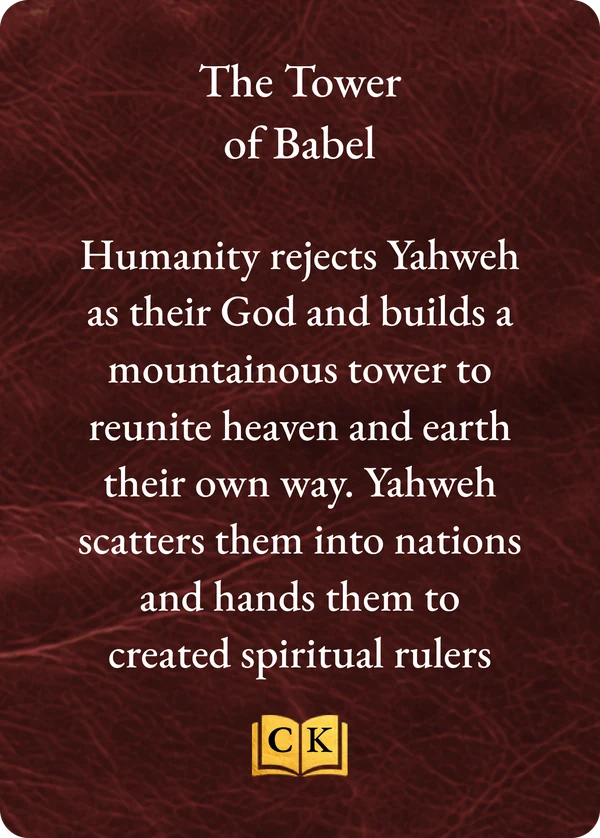 The Tower
of Babel
Humanity rejects Yahweh
as their God and builds a
mountainous tower to
reunite heaven and earth
their own way. Yahweh
scatters them into nations
and hands them to
created spiritual rulers
C K